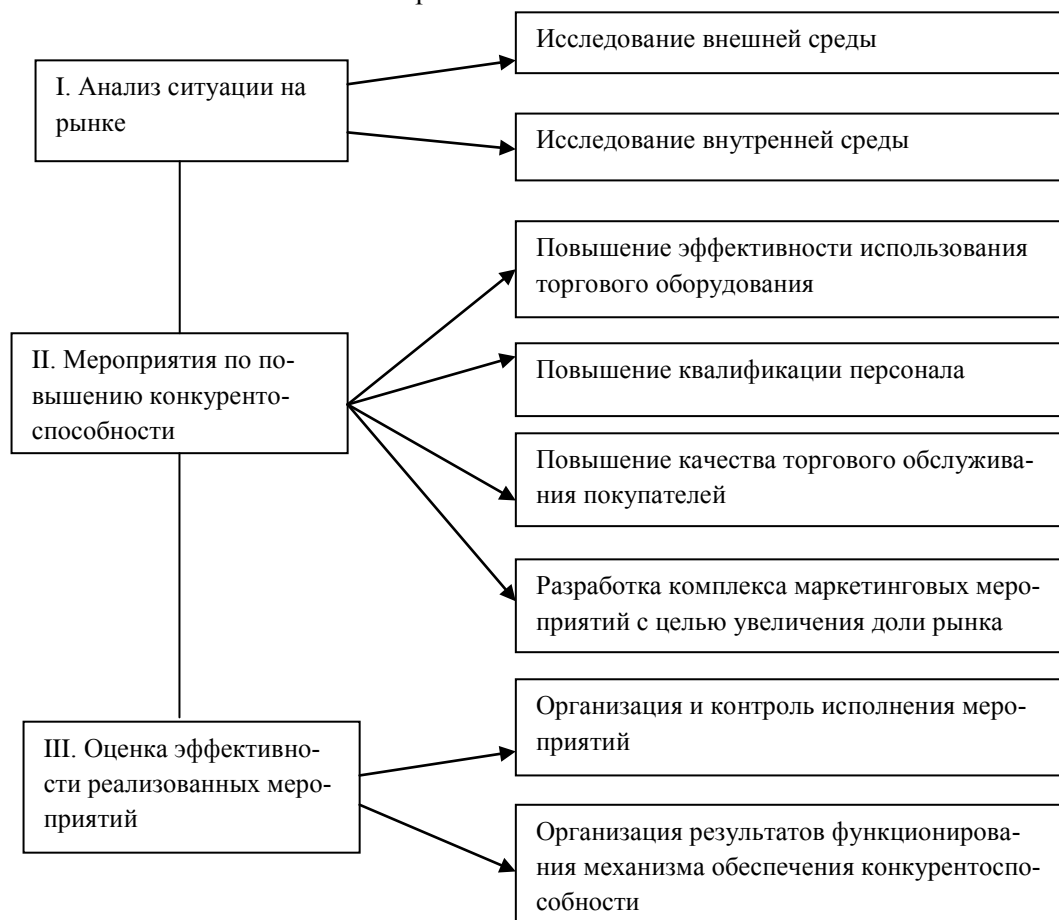 I. Анализ ситуации на
рынке
Исследование внешней среды
Исследование внутренней среды
II. Мероприятия по по-
вышению конкуренто-
способности
Повышение эффективности использования
торгового оборудования
Повышение квалификации персонала
Повышение качества торгового обслужива-
ния покупателей
Разработка комплекса маркетинговых меро-
приятий с целью увеличения доли рынка
III. Оценка эффективно-
сти реализованных меро-
приятий
Организация и контроль исполнения меро-
приятий
Организация результатов функционирова-
ния механизма обеспечения конкурентоспо-
собности